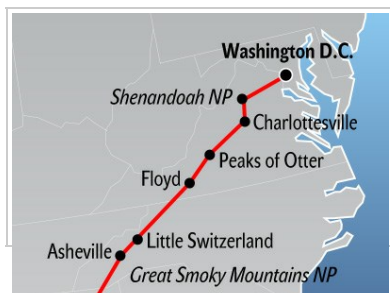 Washington D.C.
Shenandoah NP
Charlottesville
Peaks of Otter
Floyd
Little Switzerland
Asheville
Great Smoky Mountains NP